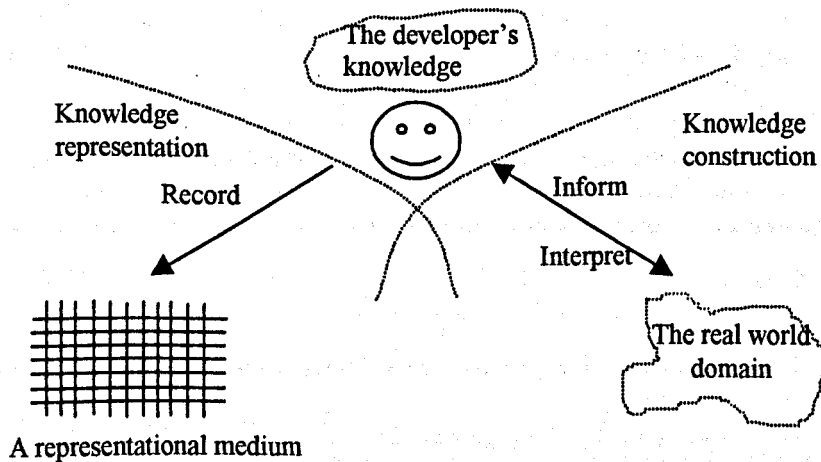 The developer's
knowledge
Knowledge
representation
Knowledge
construction
Record
Inform
Interpret
The real world
domain
A representational medium